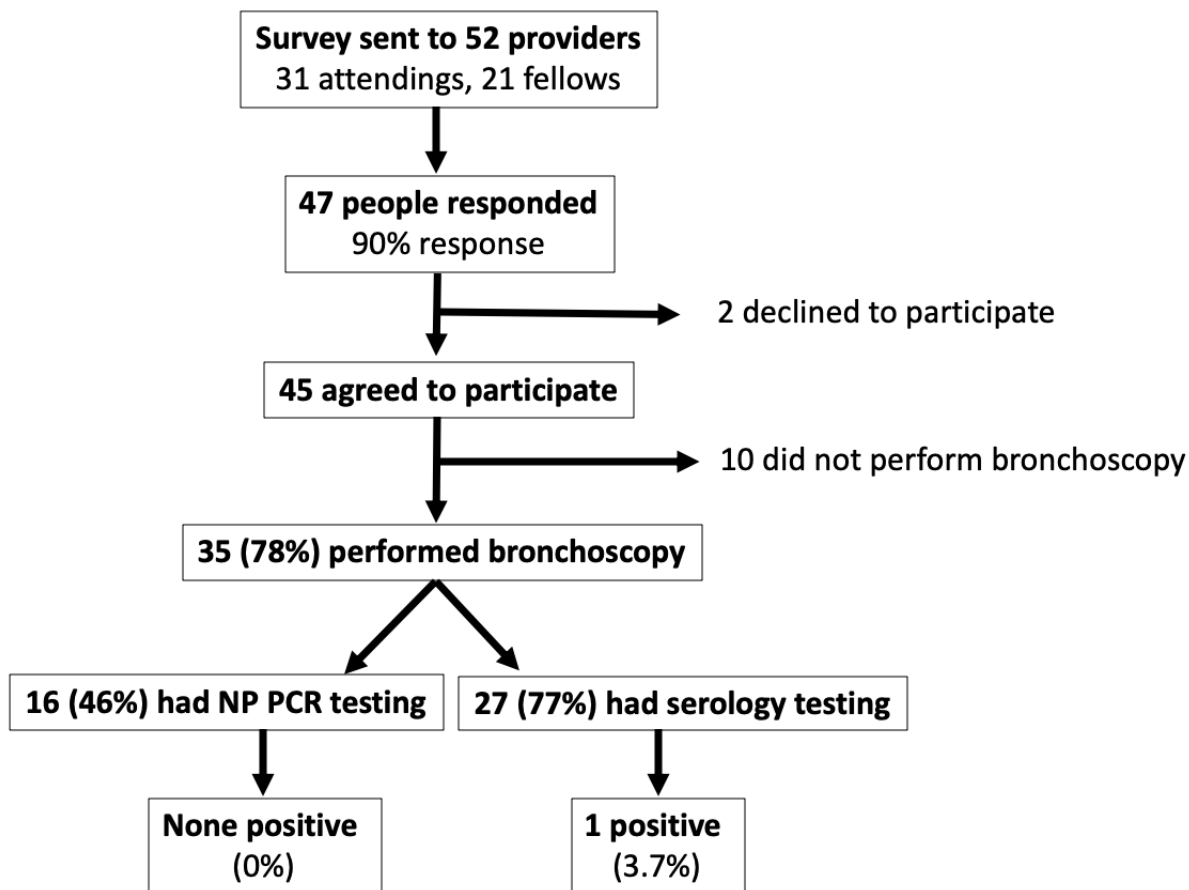 Survey sent to 52 providers
31 attendings, 21 fellows
47 people responded
90% response
2 declined to participate
45 agreed to participate
10 did not perform bronchoscopy
35 (78%) performed bronchoscopy
16 (46%) had NP PCR testing
27 (77%) had serology testing
None positive
(0%)
1 positive
(3.7%)